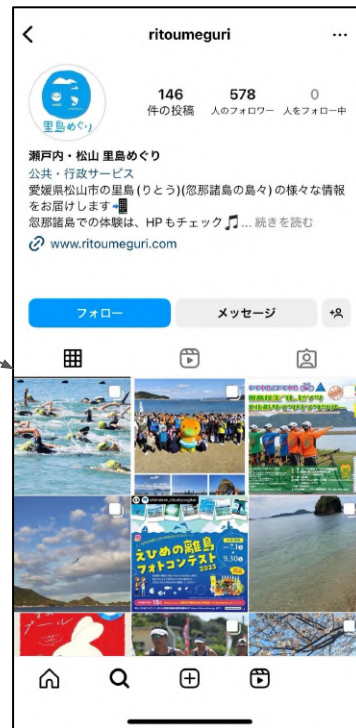 ritoumeguri
里島めぐり
146
578
0
件の投稿
人のフォロワー
人をフォロー中
瀬戸内・松山 里島めぐり
公共・行政サービス
愛媛県松山市の里島(りとう)(忽那諸島の島々)の様々な情報
をお届けします
忽那諸島での体験は、HPもチェック🎵... 続きを読む
www.ritoumeguri.com
フォロー
メッセージ
えひめの離島
フォトコンテスト
2023
7.1
9.30